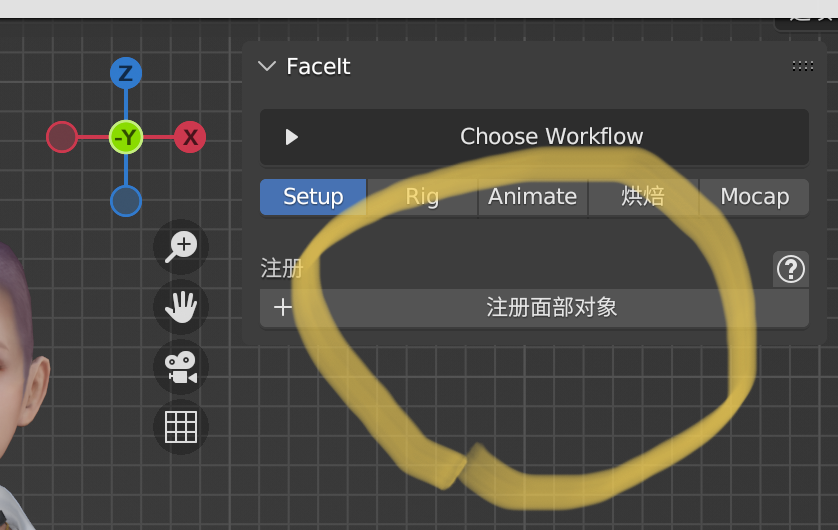 Z
-Y
X
FaceIt
Choose Workflow
Setup Rig Animate 烘焙 Mocap
注册
?
+ 注册面部对象